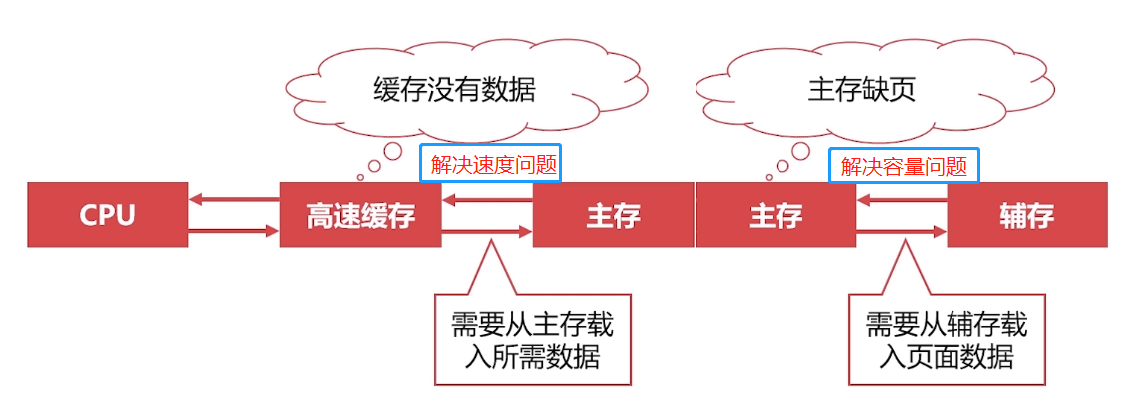 缓存没有数据
主存缺页
解决速度问题
解决容量问题
CPU
高速缓存
主存
主存
辅存
需要从主存载
入所需数据
需要从辅存载
入页面数据